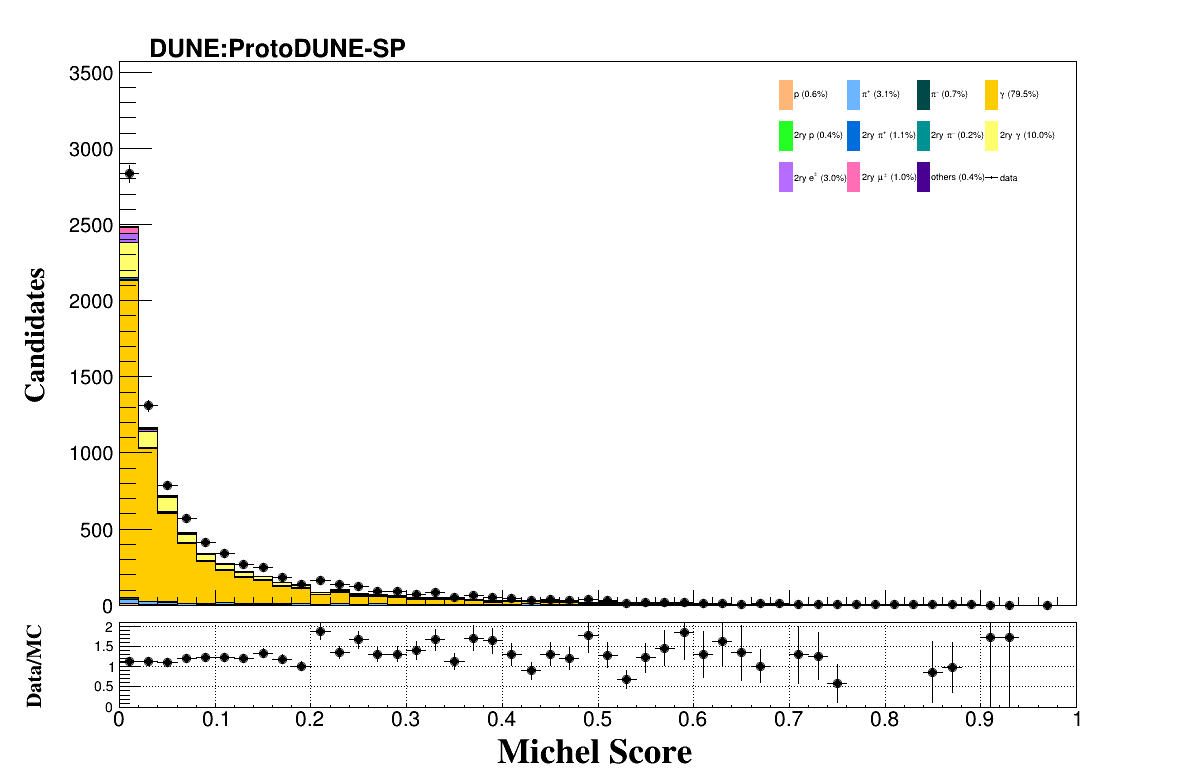 DUNE:ProtoDUNE-SP
3500
3000
2500
2000
1500
1000
500
0
Candidates
p (0.6%) π⁺ (3.1%) π⁻ (0.7%) γ (79.5%)
2ry p (0.4%) 2ry π⁺ (1.1%) 2ry π⁻ (0.2%) 2ry γ (10.0%)
2ry e± (3.0%) 2ry μ± (1.0%) others (0.4%) data
2
1.5
1
0.5
0
Data/MC
0 0.1 0.2 0.3 0.4 0.5 0.6 0.7 0.8 0.9 1
Michel Score